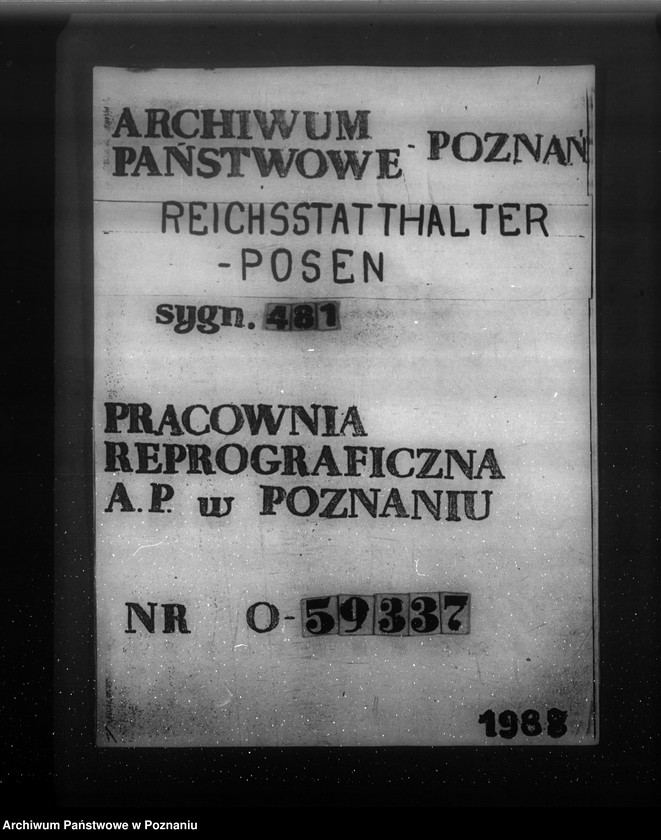 ARCHIWUM
PAŃSTWOWE - POZNAŃ
REICHSSTATTHALTER
-POSEN
sygn. 481
PRACOWNIA
REPROGRAFICZNA
A.P. w POZNANIU
NR O-59337
1988
Archiwum Państwowe w Poznaniu